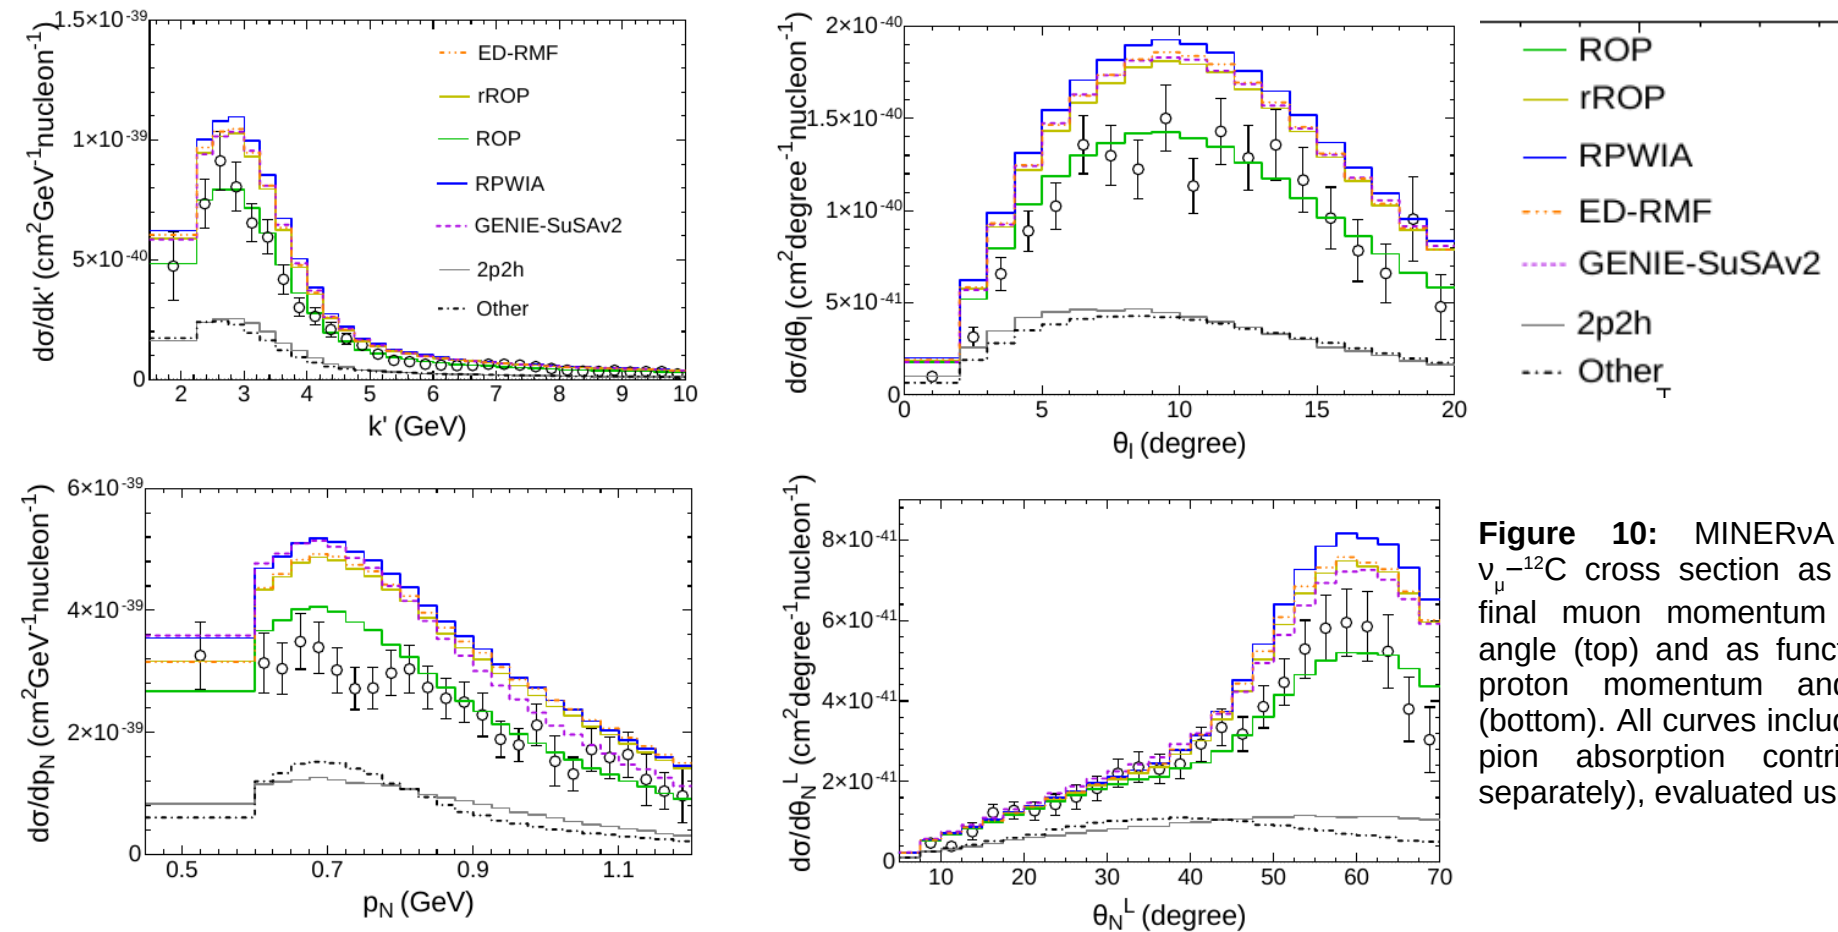 1.5×10⁻³⁹
1×10⁻³⁹
5×10⁻⁴⁰
0
dσ/dk' (cm²GeV⁻¹nucleon⁻¹)
ED-RMF
rROP
ROP
RPWIA
GENIE-SuSAv2
2p2h
Other
2 3 4 5 6 7 8 9 10
k' (GeV)
2×10⁻⁴⁰
1.5×10⁻⁴⁰
1×10⁻⁴⁰
5×10⁻⁴¹
0
dσ/dθₗ (cm²degree⁻¹nucleon⁻¹)
0 5 10 15 20
θₗ (degree)
ROP
rROP
RPWIA
ED-RMF
GENIE-SuSAv2
2p2h
Other
6×10⁻³⁹
4×10⁻³⁹
2×10⁻³⁹
0
dσ/dp_N (cm²GeV⁻¹nucleon⁻¹)
0.5 0.7 0.9 1.1
p_N (GeV)
8×10⁻⁴¹
6×10⁻⁴¹
4×10⁻⁴¹
2×10⁻⁴¹
0
dσ/dθ_N^L (cm²degree⁻¹nucleon⁻¹)
10 20 30 40 50 60 70
θ_N^L (degree)
Figure 10: MINERνA
ν_μ–¹²C cross section as
final muon momentum
angle (top) and as func
proton momentum an
(bottom). All curves inclu
pion absorption contri
separately), evaluated us